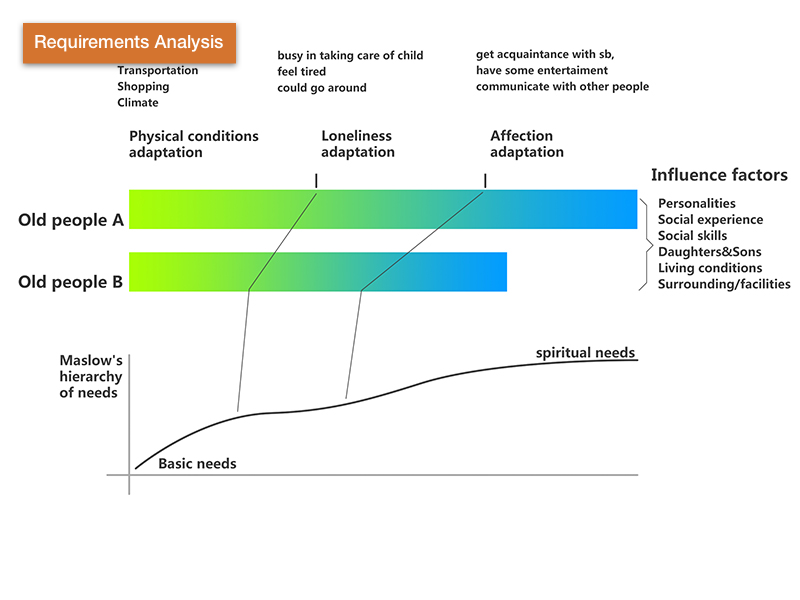 Requirements Analysis
Transportation
Shopping
Climate
busy in taking care of child
feel tired
could go around
get acquaintance with sb,
have some entertaiment
communicate with other people
Physical conditions
adaptation
Loneliness
adaptation
Affection
adaptation
Influence factors
Personalities
Social experience
Social skills
Daughters&Sons
Living conditions
Surrounding/facilities
Old people A
Old people B
Maslow's
hierarchy
of needs
spiritual needs
Basic needs